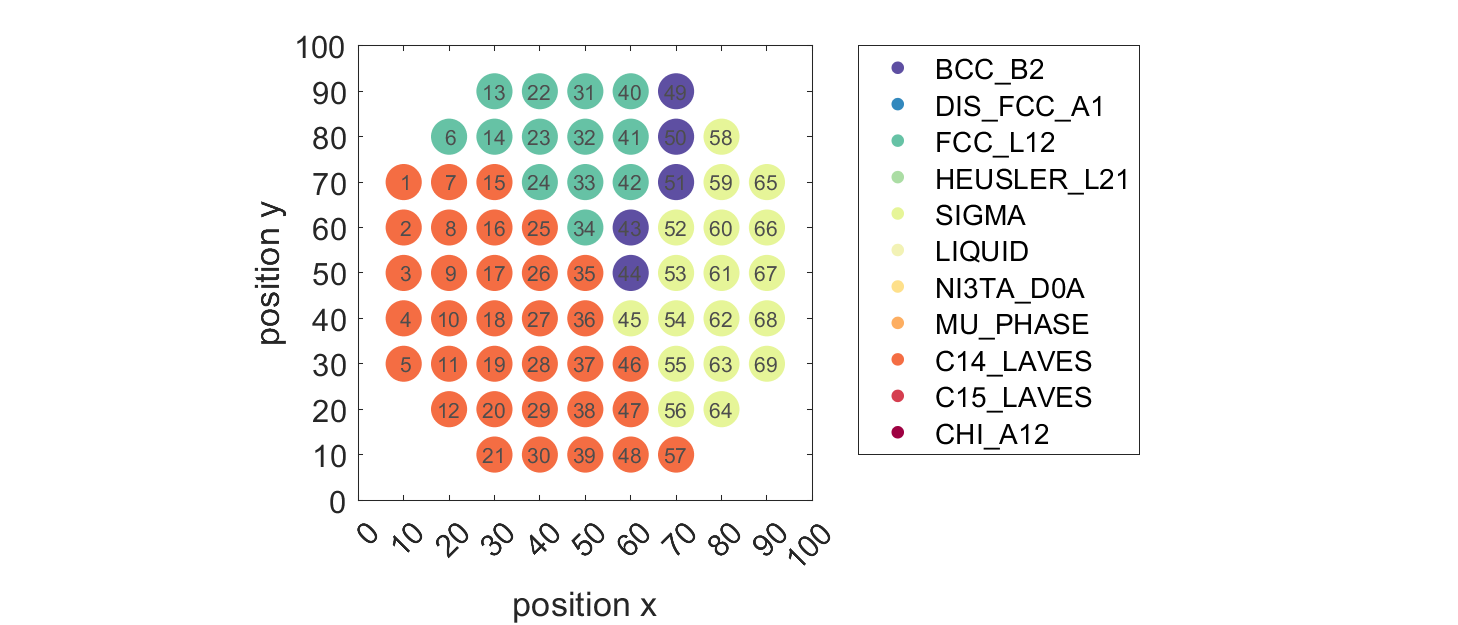 100
90
80
70
60
50
40
30
20
10
0
position y
13 22 31 40 49
6 14 23 32 41 50 58
1 7 15 24 33 42 51 59 65
2 8 16 25 34 43 52 60 66
3 9 17 26 35 44 53 61 67
4 10 18 27 36 45 54 62 68
5 11 19 28 37 46 55 63 69
12 20 29 38 47 56 64
21 30 39 48 57
0 10 20 30 40 50 60 70 80 90 100
position x
BCC_B2
DIS_FCC_A1
FCC_L12
HEUSLER_L21
SIGMA
LIQUID
NI3TA_D0A
MU_PHASE
C14_LAVES
C15_LAVES
CHI_A12